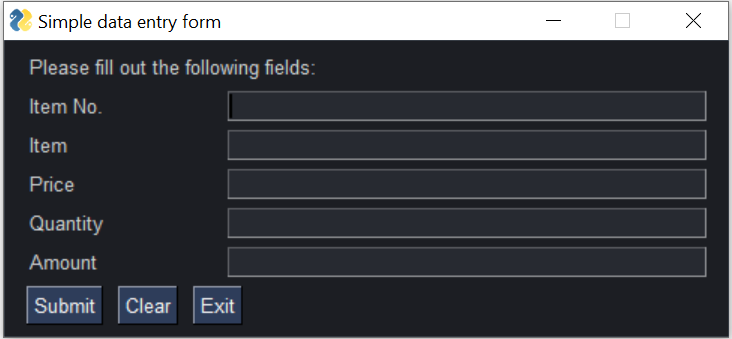 Simple data entry form
Please fill out the following fields:
Item No.
Item
Price
Quantity
Amount
Submit Clear Exit